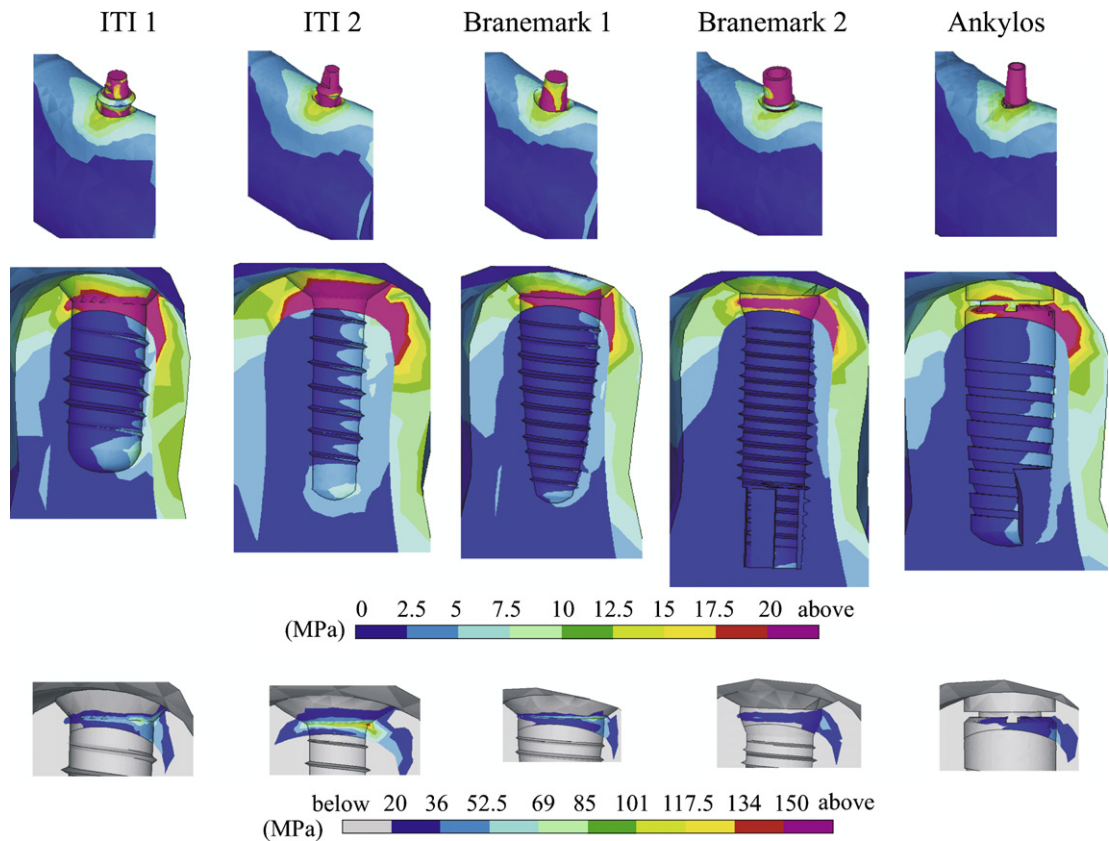 ITI 1 ITI 2 Branemark 1 Branemark 2 Ankylos
0 2.5 5 7.5 10 12.5 15 17.5 20 above
(MPa)
below 20 36 52.5 69 85 101 117.5 134 150 above
(MPa)